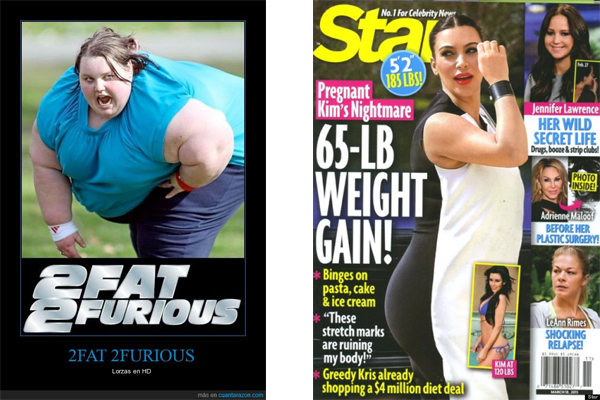 2FAT
2FURIOUS
2FAT 2FURIOUS
Lorzas en HD
más en cuantarazon.com
No.1 For Celebrity News
Star
5'2"
185 LBS!
Pregnant
Kim's Nightmare
65-LB
WEIGHT
GAIN!
* Binges on
pasta, cake
& ice cream
* "These
stretch marks
are ruining
my body!"
* Greedy Kris already
shopping a $4 million diet deal
KIM AT
120 LBS
Feb. 27
Jennifer Lawrence
HER WILD
SECRET LIFE
Drugs, booze & strip clubs!
PHOTO
INSIDE!
Adrienne Maloof
BEFORE HER
PLASTIC SURGERY!
LeAnn Rimes
SHOCKING
RELAPSE!
Star